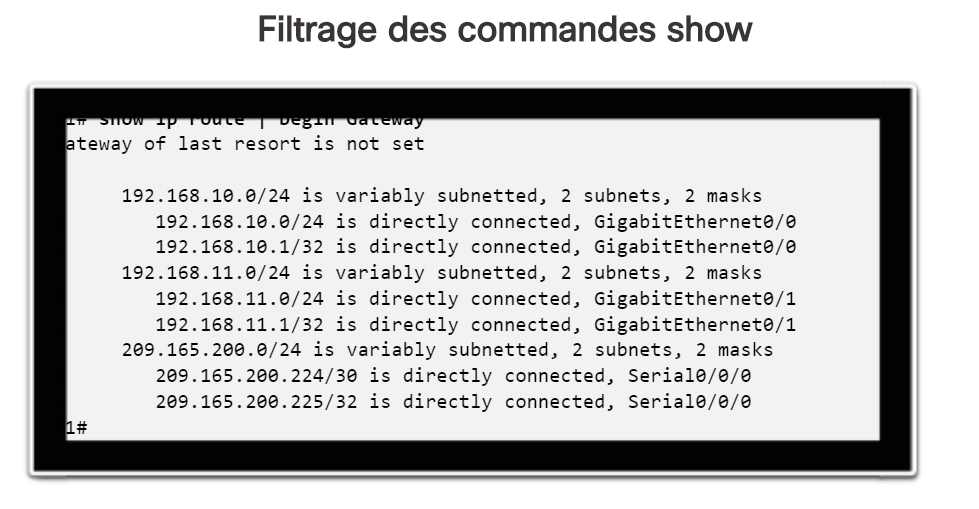 Filtrage des commandes show
1# show ip route | begin Gateway
ateway of last resort is not set
192.168.10.0/24 is variably subnetted, 2 subnets, 2 masks
192.168.10.0/24 is directly connected, GigabitEthernet0/0
192.168.10.1/32 is directly connected, GigabitEthernet0/0
192.168.11.0/24 is variably subnetted, 2 subnets, 2 masks
192.168.11.0/24 is directly connected, GigabitEthernet0/1
192.168.11.1/32 is directly connected, GigabitEthernet0/1
209.165.200.0/24 is variably subnetted, 2 subnets, 2 masks
209.165.200.224/30 is directly connected, Serial0/0/0
209.165.200.225/32 is directly connected, Serial0/0/0
1#